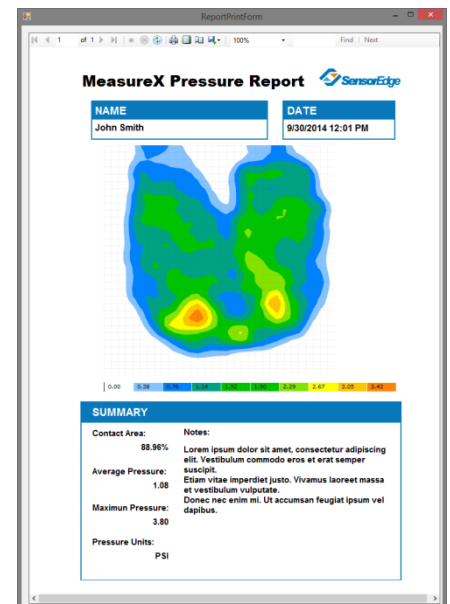 ReportPrintForm
1 of 1 100% Find | Next
MeasureX Pressure Report SensorEdge
NAME DATE
John Smith 9/30/2014 12:01 PM
0.00 0.38 0.76 1.14 1.52 1.90 2.29 2.67 3.05 3.43
SUMMARY
Contact Area: Notes:
88.96% Lorem ipsum dolor sit amet, consectetur adipiscing
elit. Vestibulum commodo eros et erat semper
suscipit.
Average Pressure: Etiam vitae imperdiet justo. Vivamus laoreet massa
1.08 et vestibulum vulputate.
Donec nec enim mi. Ut accumsan feugiat ipsum vel
Maximun Pressure: dapibus.
3.80
Pressure Units:
PSI